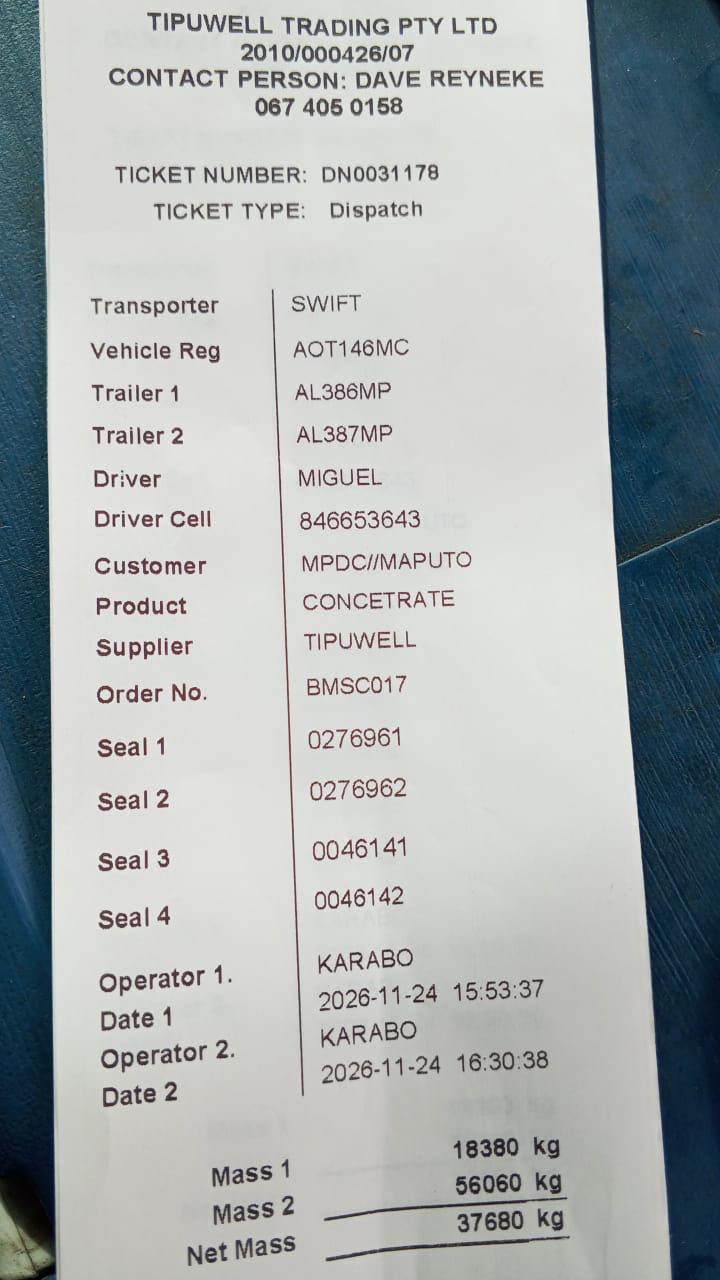 TIPUWELL TRADING PTY LTD
2010/000426/07
CONTACT PERSON: DAVE REYNEKE
067 405 0158
TICKET NUMBER: DN0031178
TICKET TYPE: Dispatch
Transporter SWIFT
Vehicle Reg AOT146MC
Trailer 1 AL386MP
Trailer 2 AL387MP
Driver MIGUEL
Driver Cell 846653643
Customer MPDC//MAPUTO
Product CONCETRATE
Supplier TIPUWELL
Order No. BMSC017
Seal 1 0276961
Seal 2 0276962
Seal 3 0046141
Seal 4 0046142
Operator 1. KARABO
Date 1 2026-11-24 15:53:37
Operator 2. KARABO
Date 2 2026-11-24 16:30:38
Mass 1 18380 kg
Mass 2 56060 kg
Net Mass 37680 kg